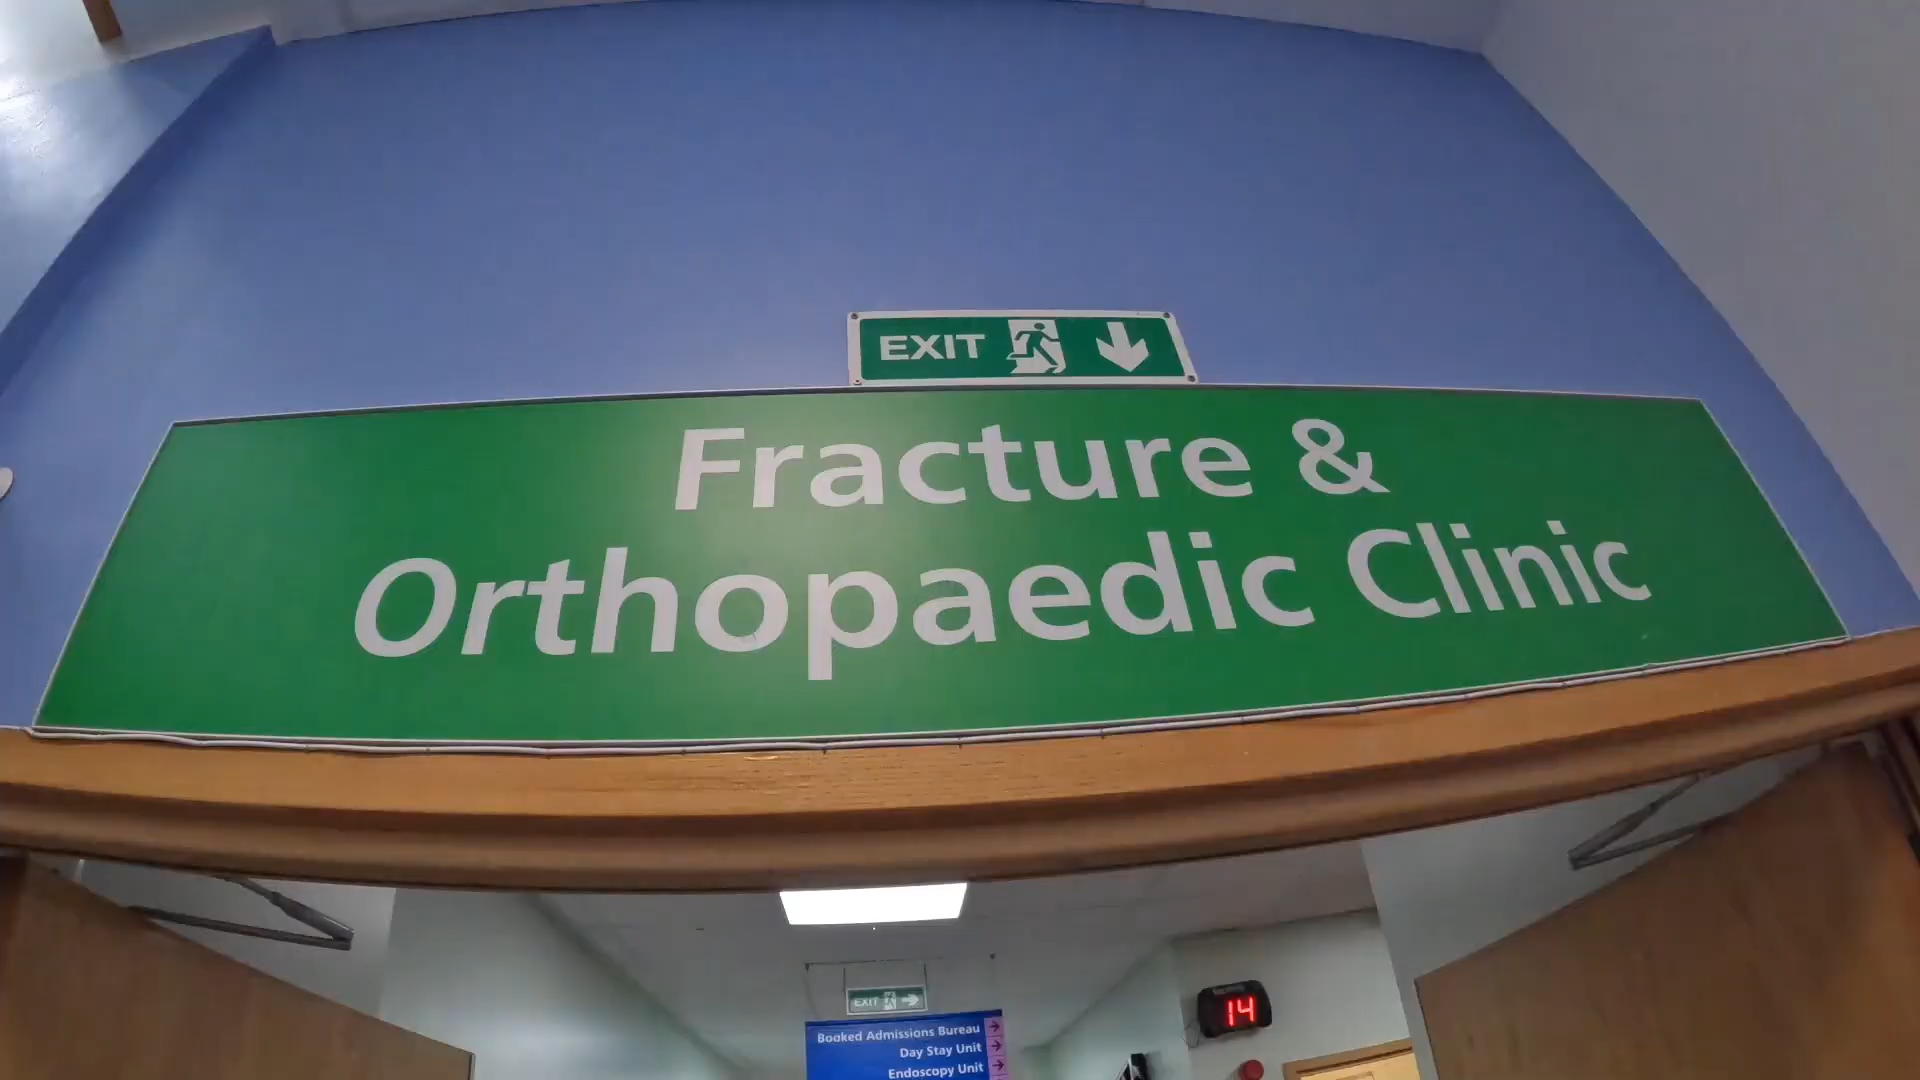 EXIT
Fracture &
Orthopaedic Clinic
EXIT
14
Booked Admissions Bureau
Day Stay Unit
Endoscopy Unit